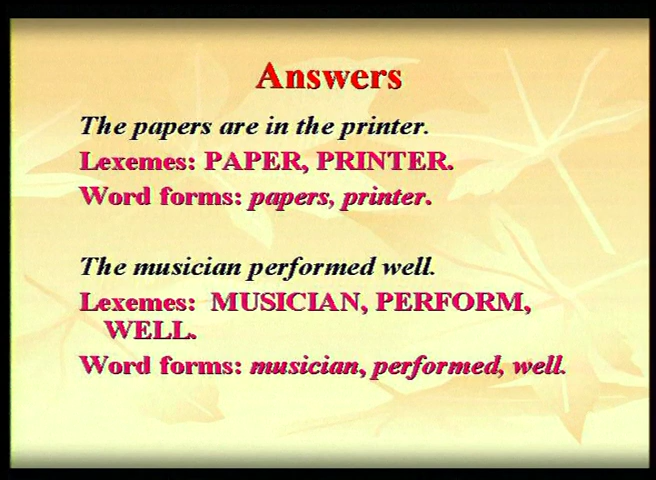 Answers
The papers are in the printer.
Lexemes: PAPER, PRINTER.
Word forms: papers, printer.
The musician performed well.
Lexemes: MUSICIAN, PERFORM,
WELL.
Word forms: musician, performed, well.